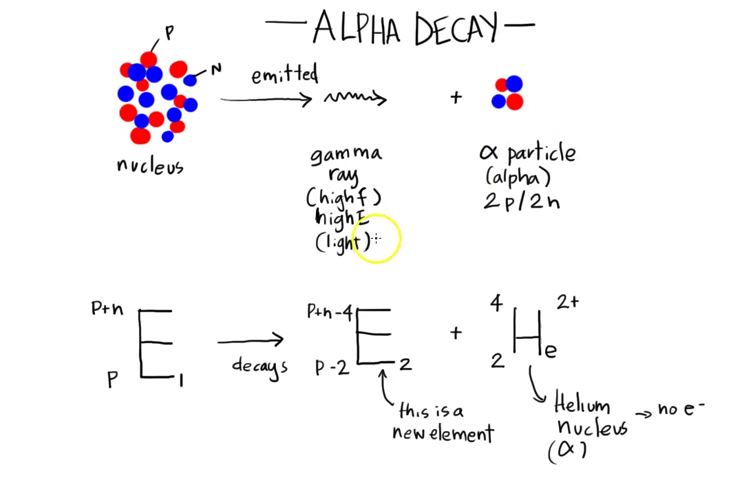 — ALPHA DECAY —
P
N
emitted
+
nucleus
gamma
ray
(high f)
high E
(light)
α particle
(alpha)
2p/2n
P+n
E
P
1
decays
P+n-4
E
P-2
2
+
4
2+
He
2
this is a
new element
Helium
nucleus
(α)
→ no e-